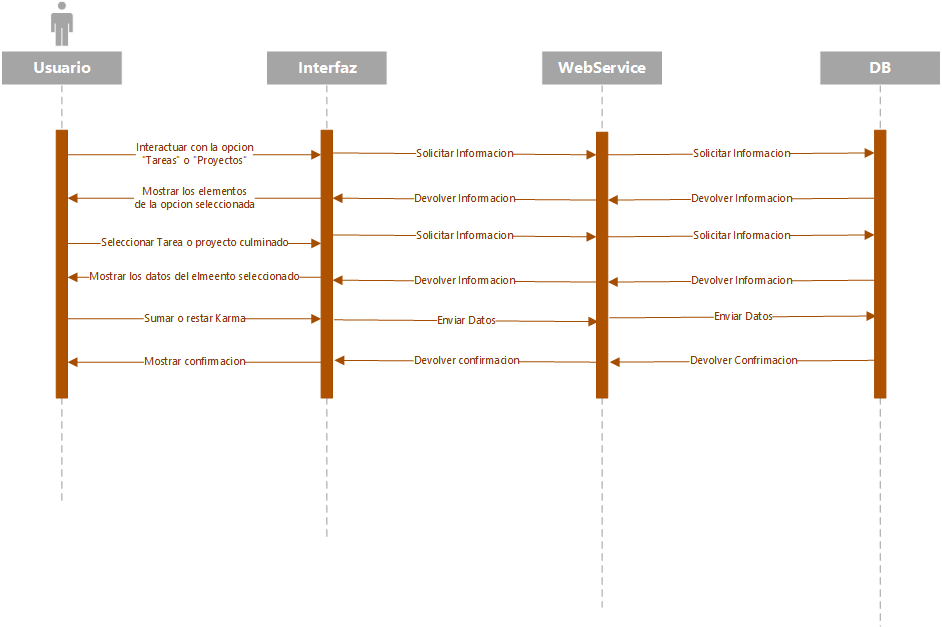 Usuario
Interfaz
WebService
DB
Interactuar con la opcion
"Tareas" o "Proyectos"
Solicitar Informacion
Solicitar Informacion
Mostrar los elementos
de la opcion seleccionada
Devolver Informacion
Devolver Informacion
Seleccionar Tarea o proyecto culminado
Solicitar Informacion
Solicitar Informacion
Mostrar los datos del elmeento seleccionado
Devolver Informacion
Devolver Informacion
Sumar o restar Karma
Enviar Datos
Enviar Datos
Mostrar confirmacion
Devolver confirmacion
Devolver Confrimacion